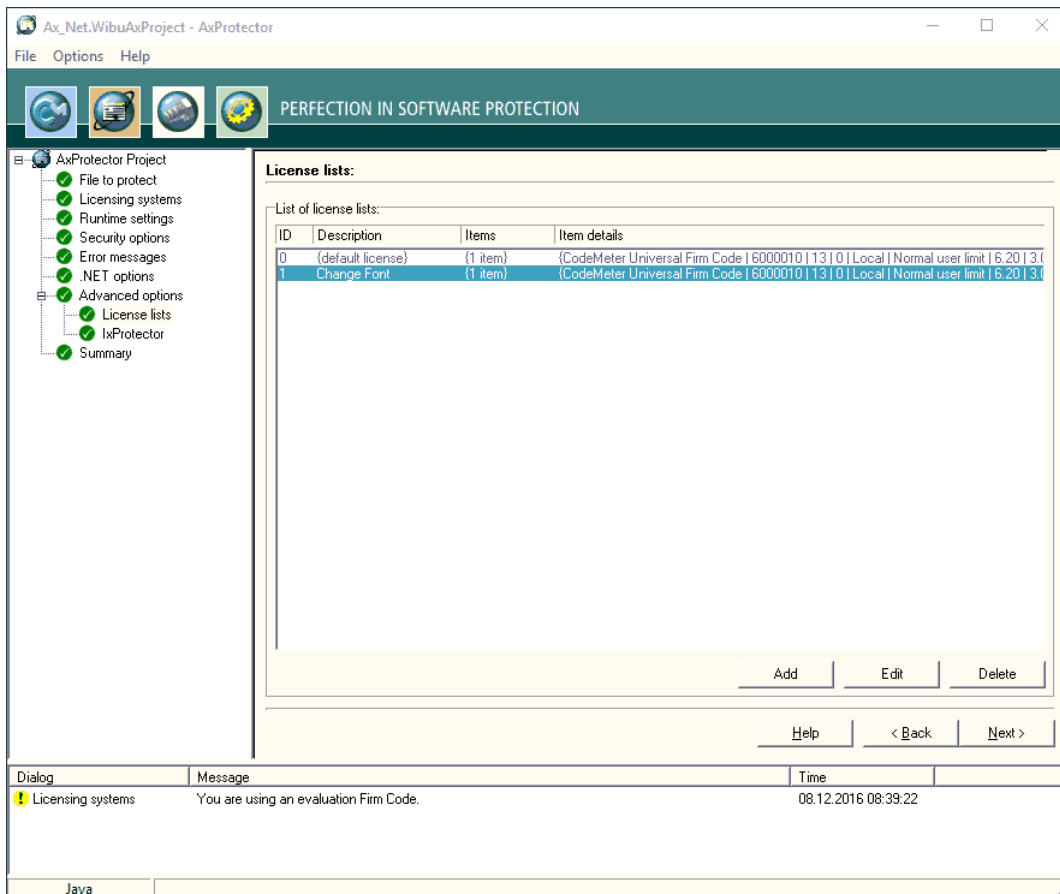 Ax_Net.WibuAxProject - AxProtector
File Options Help
PERFECTION IN SOFTWARE PROTECTION
AxProtector Project
File to protect
Licensing systems
Runtime settings
Security options
Error messages
.NET options
Advanced options
License lists
IxProtector
Summary
License lists:
List of license lists:
ID Description Items Item details
0 {default license} {1 item} {CodeMeter Universal Firm Code | 6000010 | 13 | 0 | Local | Normal user limit | 6.20 | 3.0
1 Change Font {1 item} {CodeMeter Universal Firm Code | 6000010 | 13 | 0 | Local | Normal user limit | 6.20 | 3.0
Add Edit Delete
Help < Back Next >
Dialog Message Time
Licensing systems You are using an evaluation Firm Code. 08.12.2016 08:39:22
Java